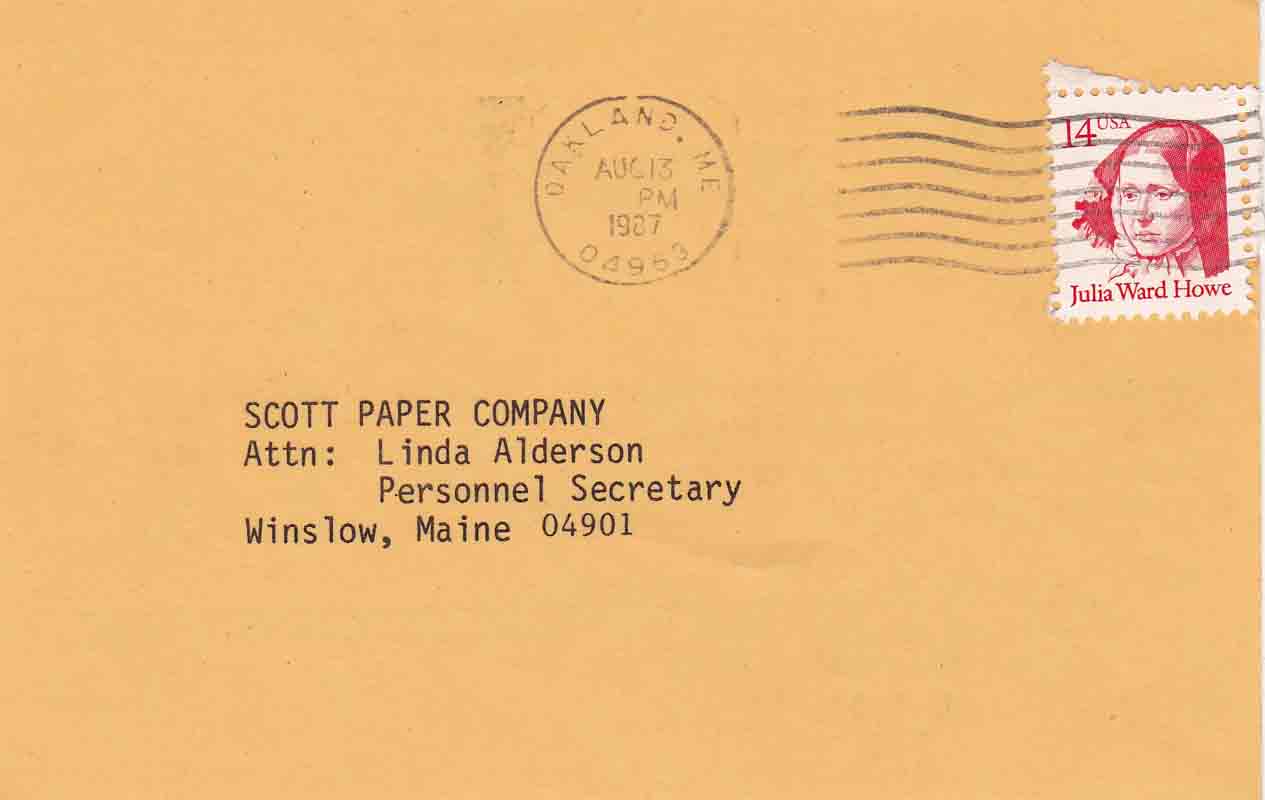 OAKLAND, ME
AUG 13
PM
1987
04963
14 USA
Julia Ward Howe
SCOTT PAPER COMPANY
Attn: Linda Alderson
Personnel Secretary
Winslow, Maine 04901